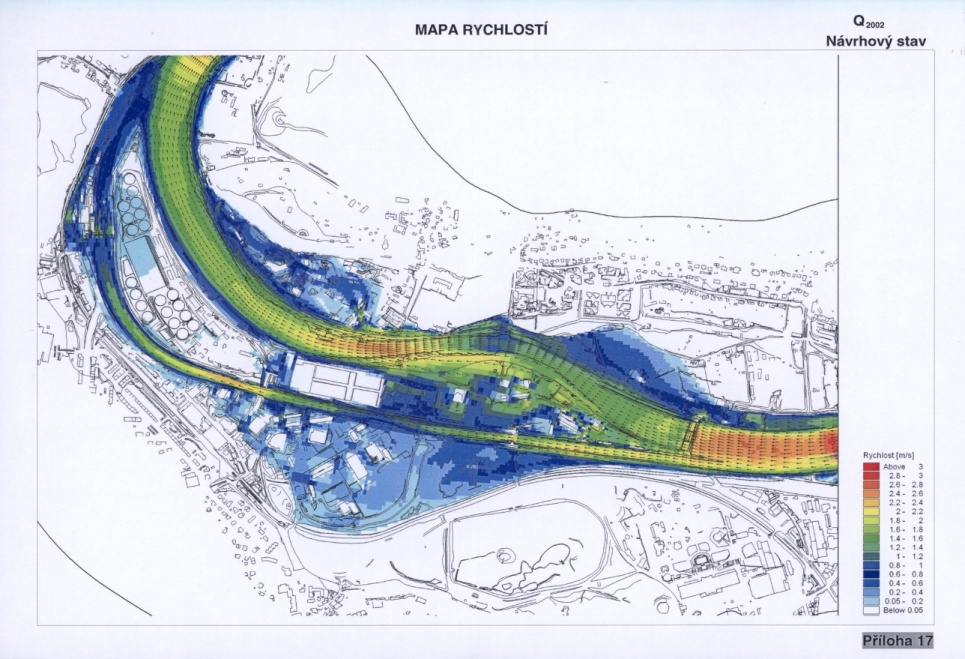 MAPA RYCHLOSTÍ
Q2002
Návrhový stav
Rychlost [m/s]
Above 3
2.8 - 3
2.6 - 2.8
2.4 - 2.6
2.2 - 2.4
2 - 2.2
1.8 - 2
1.6 - 1.8
1.4 - 1.6
1.2 - 1.4
1 - 1.2
0.8 - 1
0.6 - 0.8
0.4 - 0.6
0.2 - 0.4
0.05 - 0.2
Below 0.05
Příloha 17